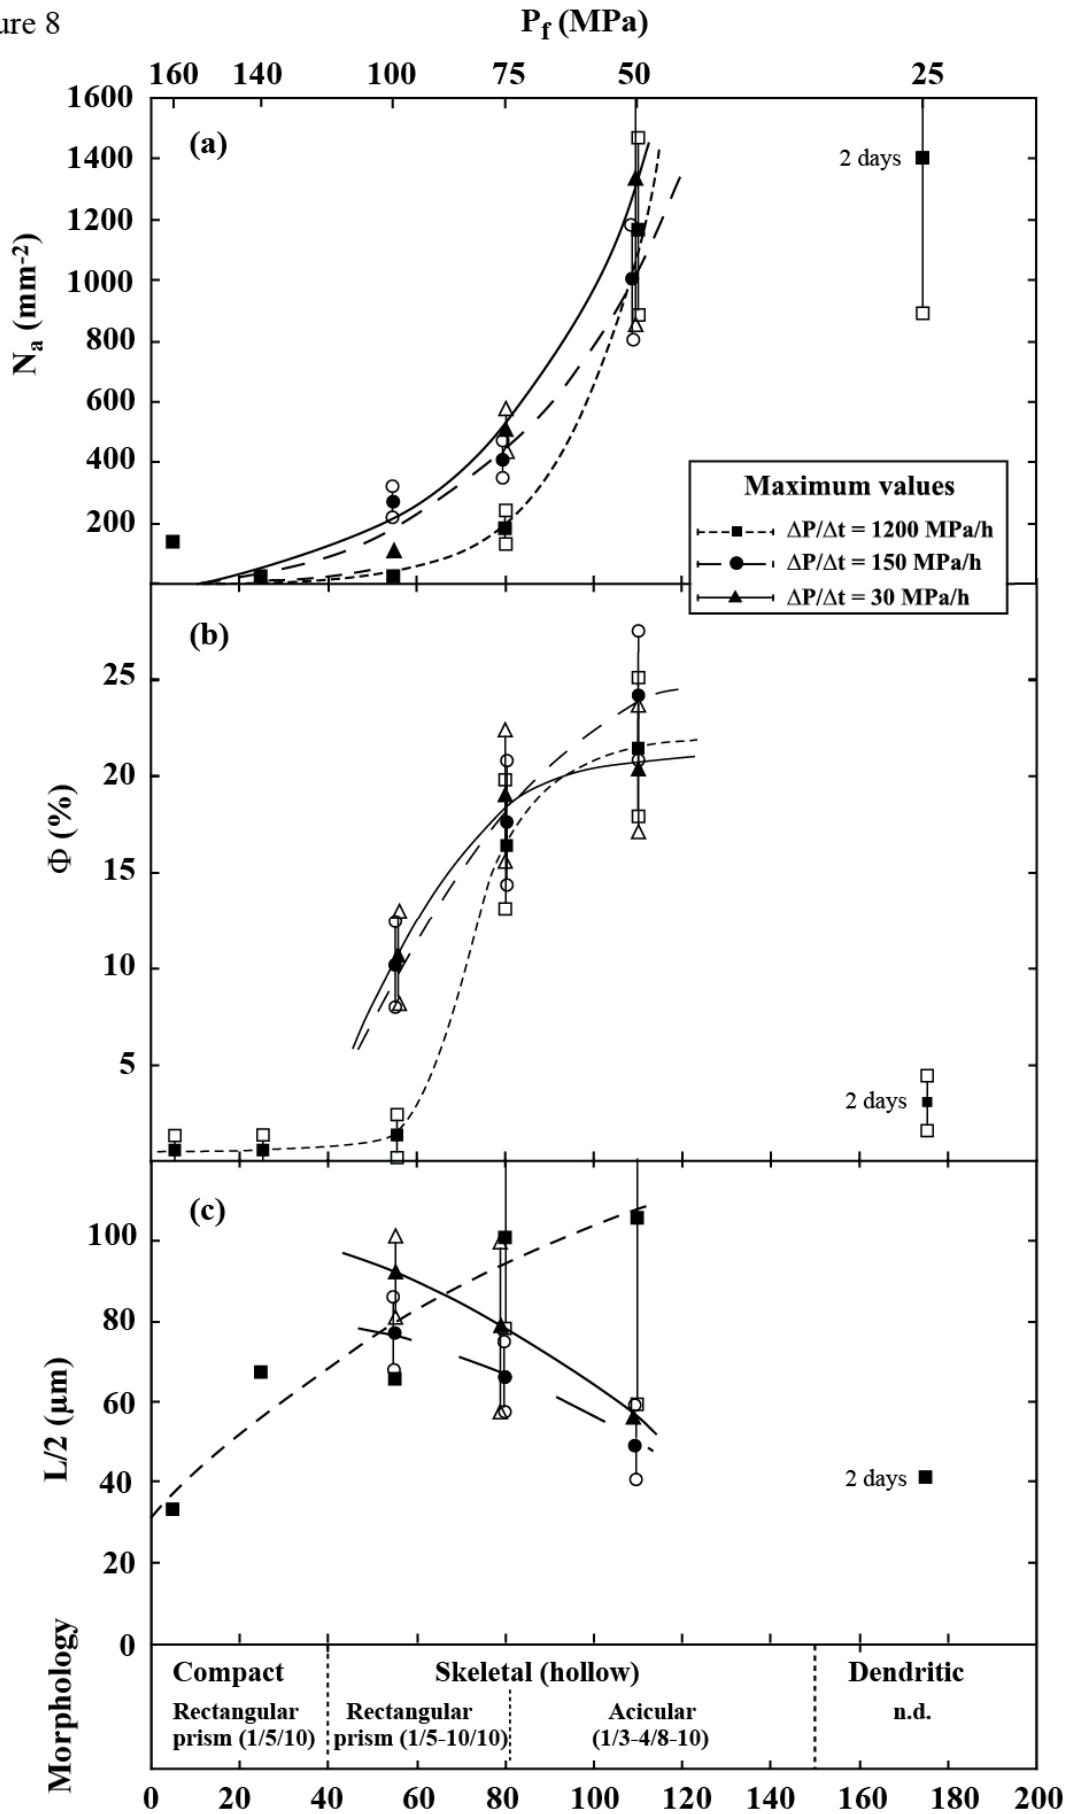 ure 8
P_f (MPa)
160 140 100 75 50 25
1600
(a)
1400
2 days
1200
1000
N_a (mm⁻²)
800
600
400
200
Maximum values
ΔP/Δt = 1200 MPa/h
ΔP/Δt = 150 MPa/h
ΔP/Δt = 30 MPa/h
(b)
25
20
Φ (%)
15
10
5
2 days
(c)
100
80
L/2 (μm)
60
40
2 days
20
0
Morphology
Compact Skeletal (hollow) Dendritic
Rectangular Rectangular Acicular n.d.
prism (1/5/10) prism (1/5-10/10) (1/3-4/8-10)
0 20 40 60 80 100 120 140 160 180 200